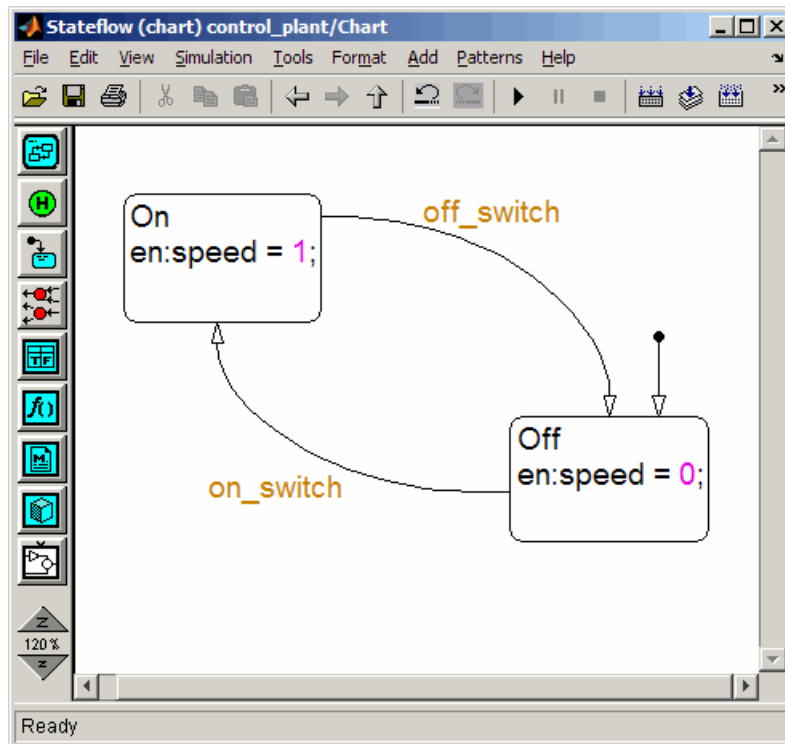 Stateflow (chart) control_plant/Chart
File Edit View Simulation Tools Format Add Patterns Help
H
TF
f()
M
On
en:speed = 1;
off_switch
Off
en:speed = 0;
on_switch
Z
120%
z
Ready